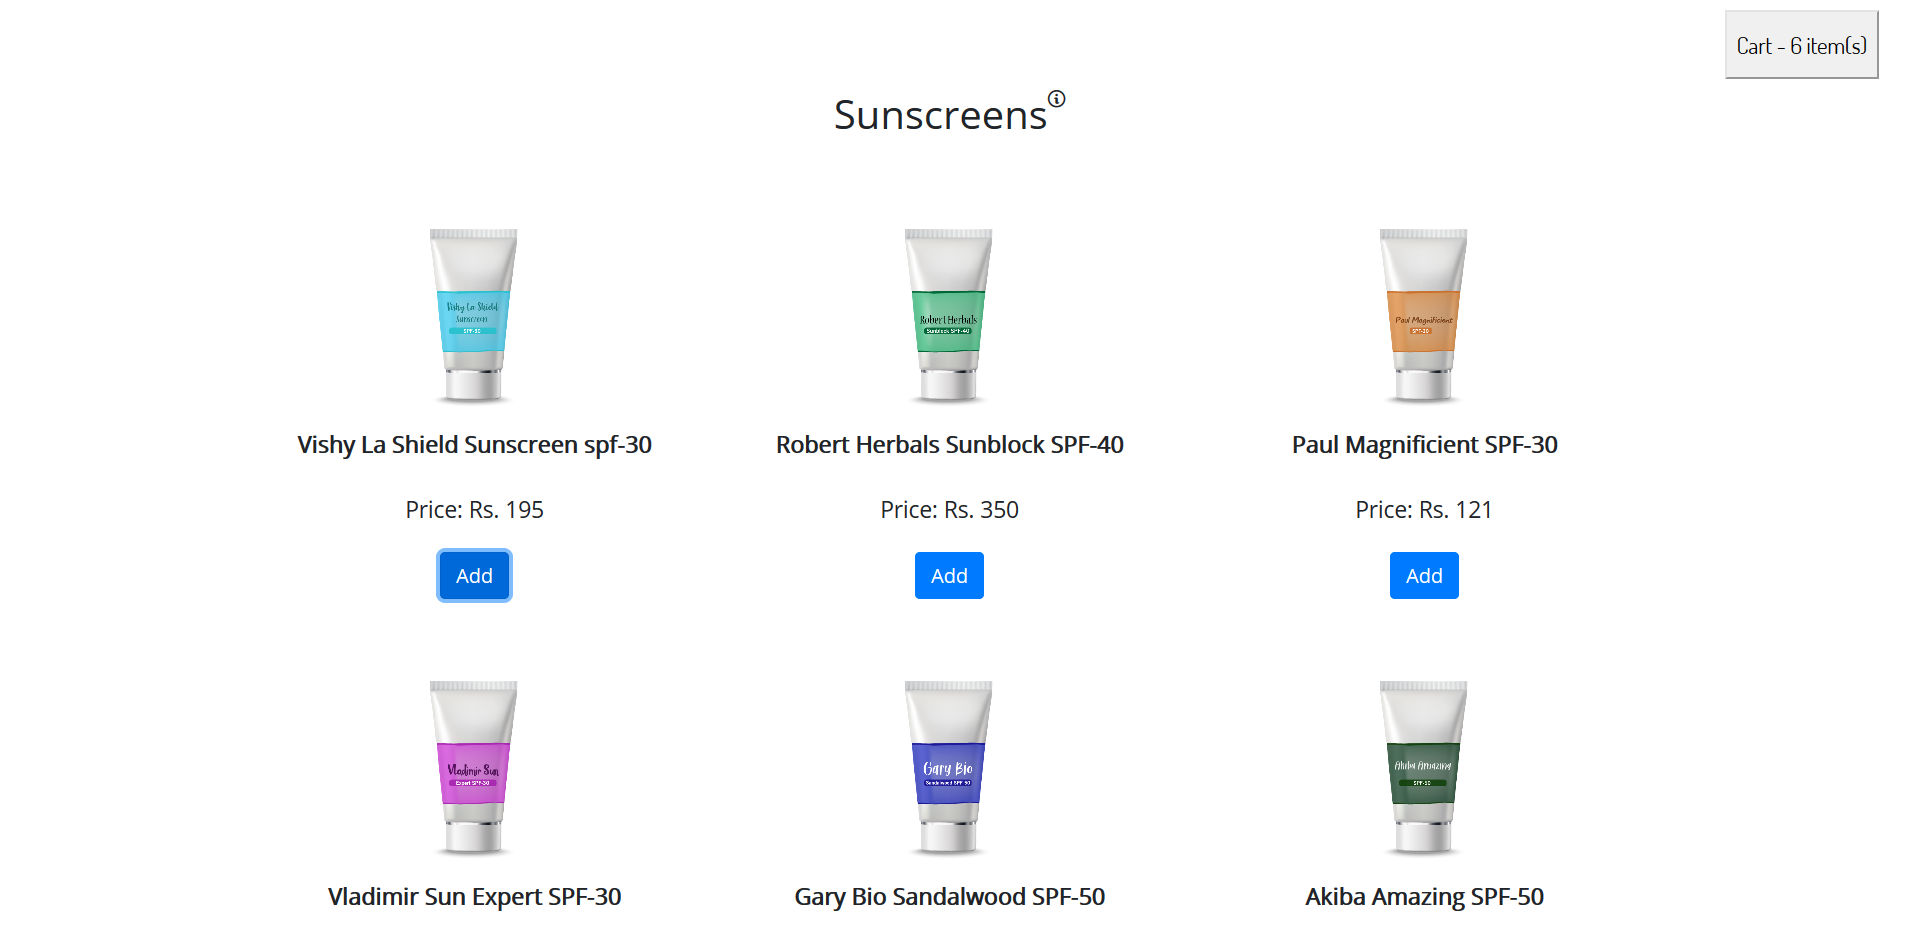 Cart - 6 item(s)
Sunscreens
Vishy La Shield
Sunscreen
SPF-30
Robert Herbals
Sunblock SPF-40
Paul Magnificient
SPF-30
Vishy La Shield Sunscreen spf-30
Robert Herbals Sunblock SPF-40
Paul Magnificient SPF-30
Price: Rs. 195
Price: Rs. 350
Price: Rs. 121
Add
Add
Add
Vladimir Sun
Expert SPF-30
Gary Bio
Sandalwood SPF-50
Akiba Amazing
SPF-50
Vladimir Sun Expert SPF-30
Gary Bio Sandalwood SPF-50
Akiba Amazing SPF-50